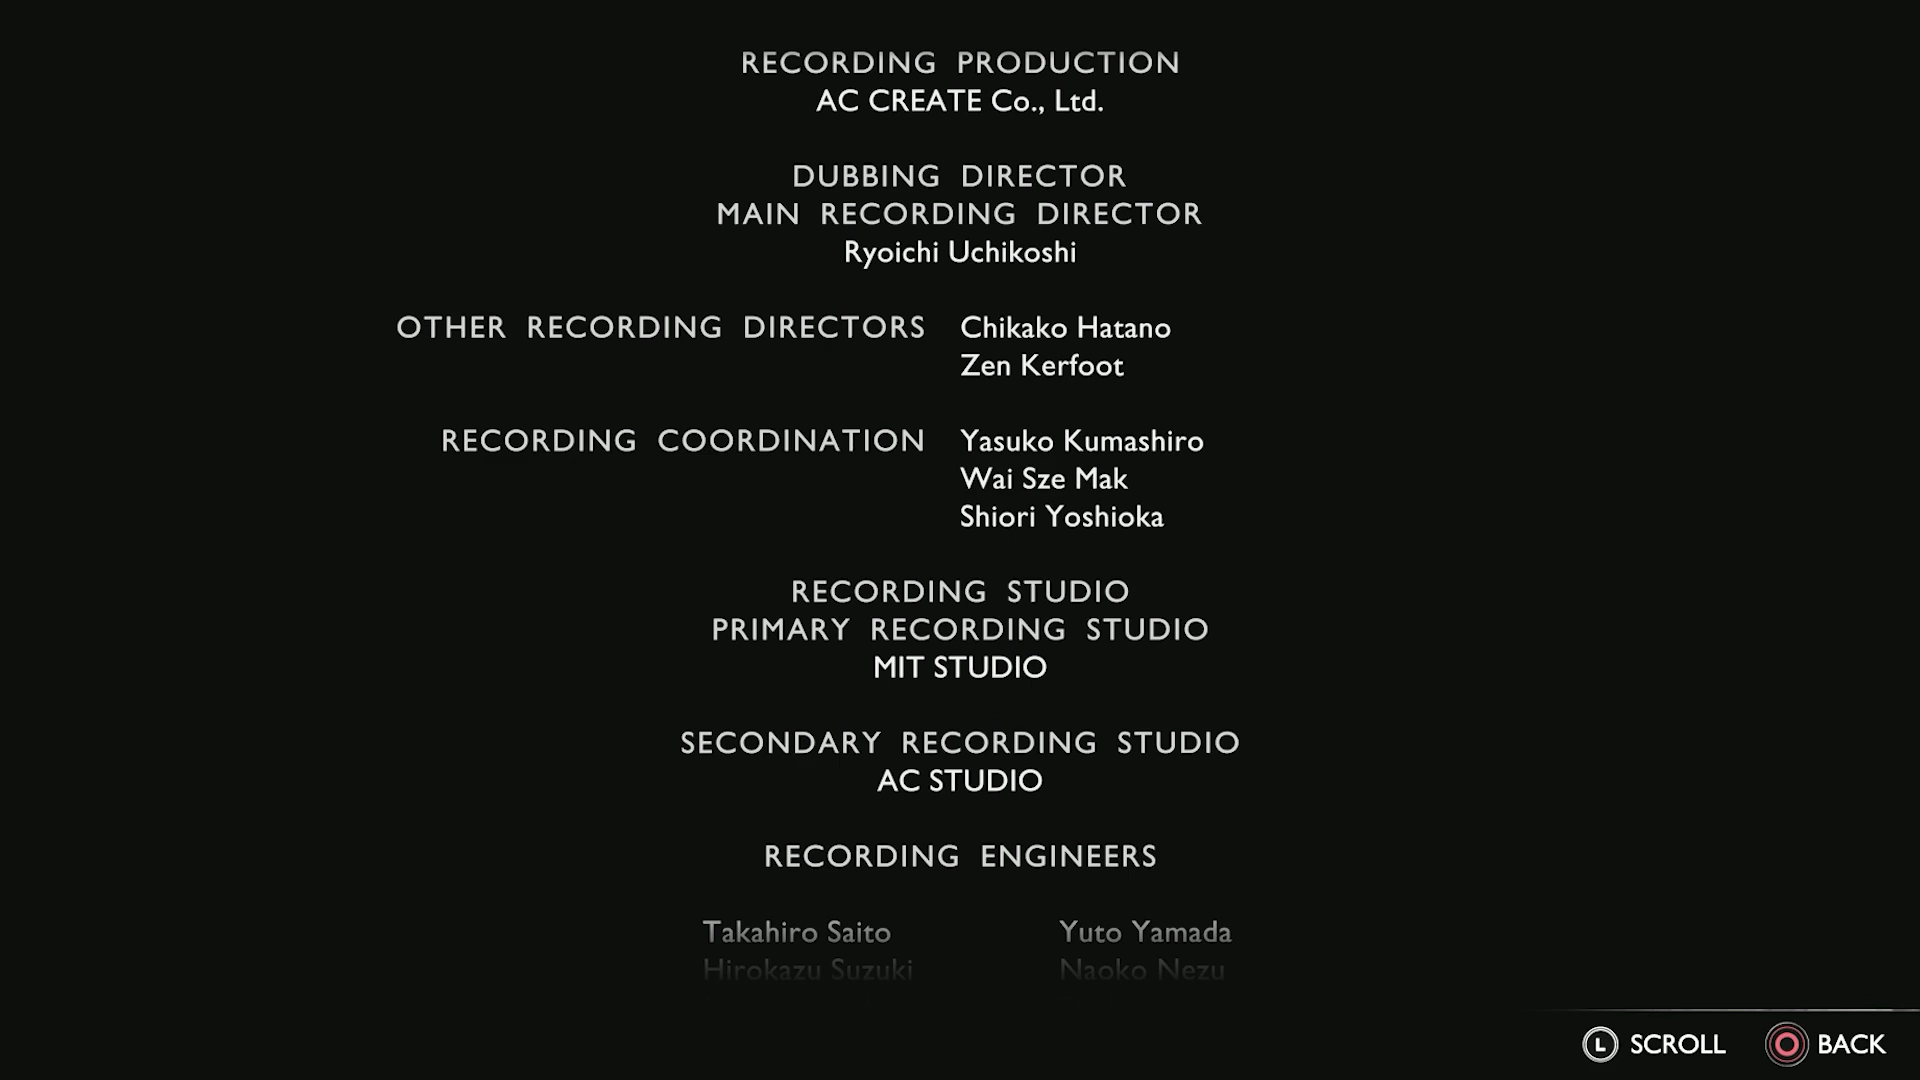 RECORDING PRODUCTION
AC CREATE Co., Ltd.
DUBBING DIRECTOR
MAIN RECORDING DIRECTOR
Ryoichi Uchikoshi
OTHER RECORDING DIRECTORS Chikako Hatano
Zen Kerfoot
RECORDING COORDINATION Yasuko Kumashiro
Wai Sze Mak
Shiori Yoshioka
RECORDING STUDIO
PRIMARY RECORDING STUDIO
MIT STUDIO
SECONDARY RECORDING STUDIO
AC STUDIO
RECORDING ENGINEERS
Takahiro Saito Yuto Yamada
Hirokazu Suzuki Naoko Nezu
L SCROLL BACK